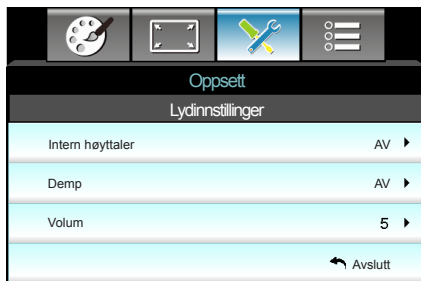 Oppsett
Lydinnstillinger
Intern høyttaler AV
Demp AV
Volum 5
Avslutt